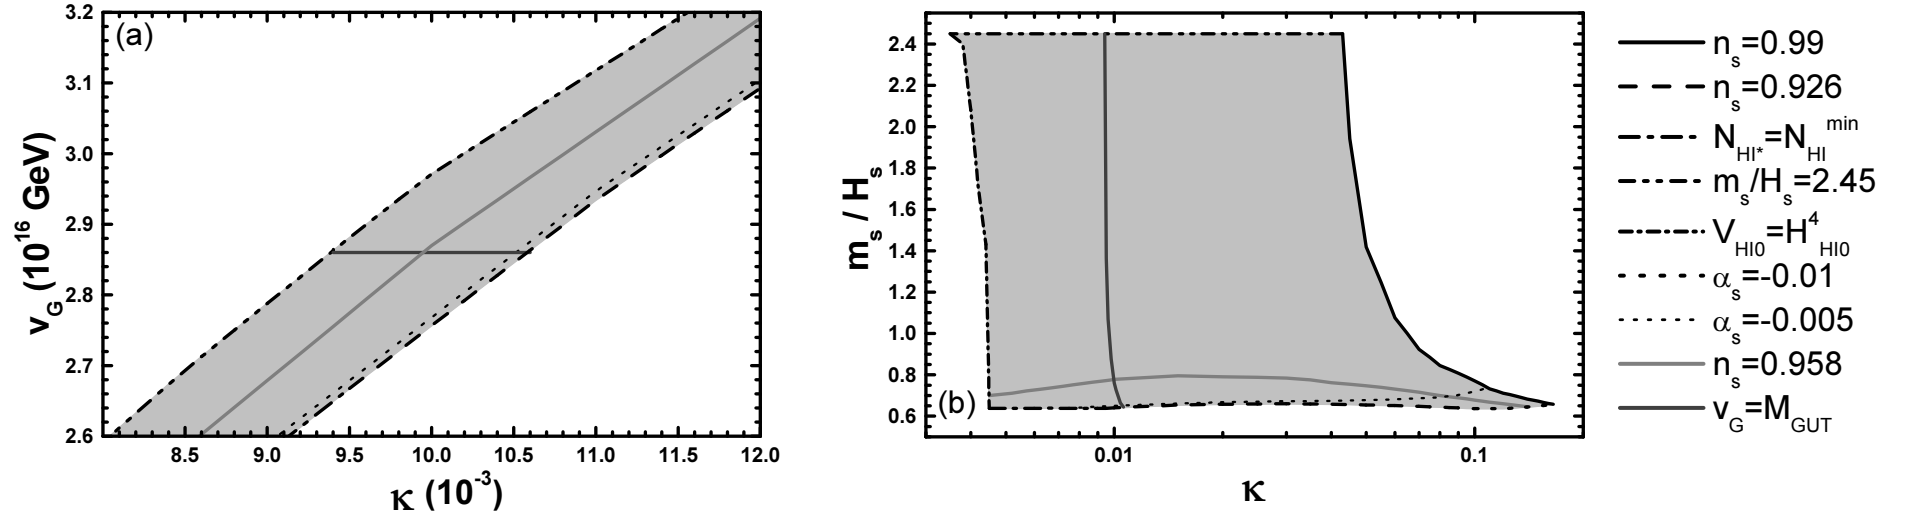 (a)
v_G (10^16 GeV)
3.2
3.1
3.0
2.9
2.8
2.7
2.6
8.5 9.0 9.5 10.0 10.5 11.0 11.5 12.0
κ (10^-3)
(b)
m_s / H_s
2.4
2.2
2.0
1.8
1.6
1.4
1.2
1.0
0.8
0.6
0.01 0.1
κ
n_s=0.99
n_s=0.926
N_HI*=N_HI^min
m_s/H_s=2.45
V_HI0=H^4_HI0
α_s=-0.01
α_s=-0.005
n_s=0.958
v_G=M_GUT